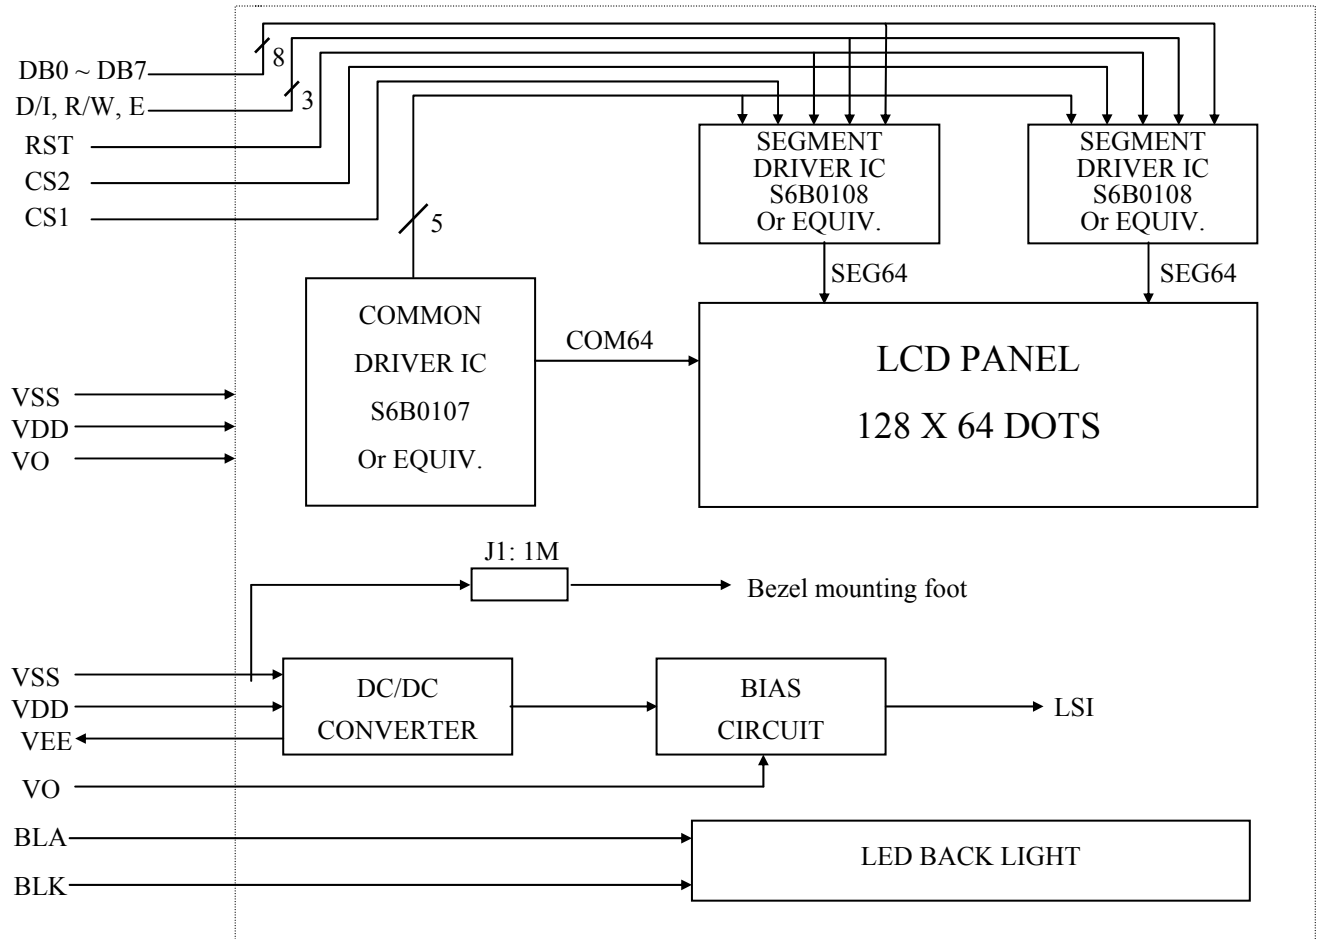 DB0 ~ DB7
8
D/I, R/W, E
3
RST
CS2
CS1
5
SEGMENT
DRIVER IC
S6B0108
Or EQUIV.
SEGMENT
DRIVER IC
S6B0108
Or EQUIV.
SEG64
SEG64
COMMON
DRIVER IC
S6B0107
Or EQUIV.
COM64
LCD PANEL
128 X 64 DOTS
VSS
VDD
VO
J1: 1M
Bezel mounting foot
VSS
VDD
VEE
VO
DC/DC
CONVERTER
BIAS
CIRCUIT
LSI
BLA
BLK
LED BACK LIGHT